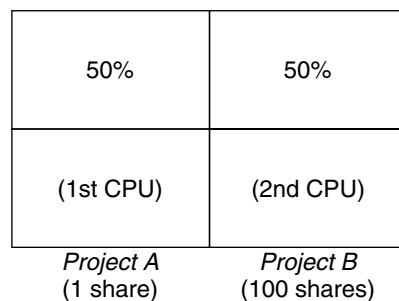 50% 50%
(1st CPU) (2nd CPU)
Project A Project B
(1 share) (100 shares)